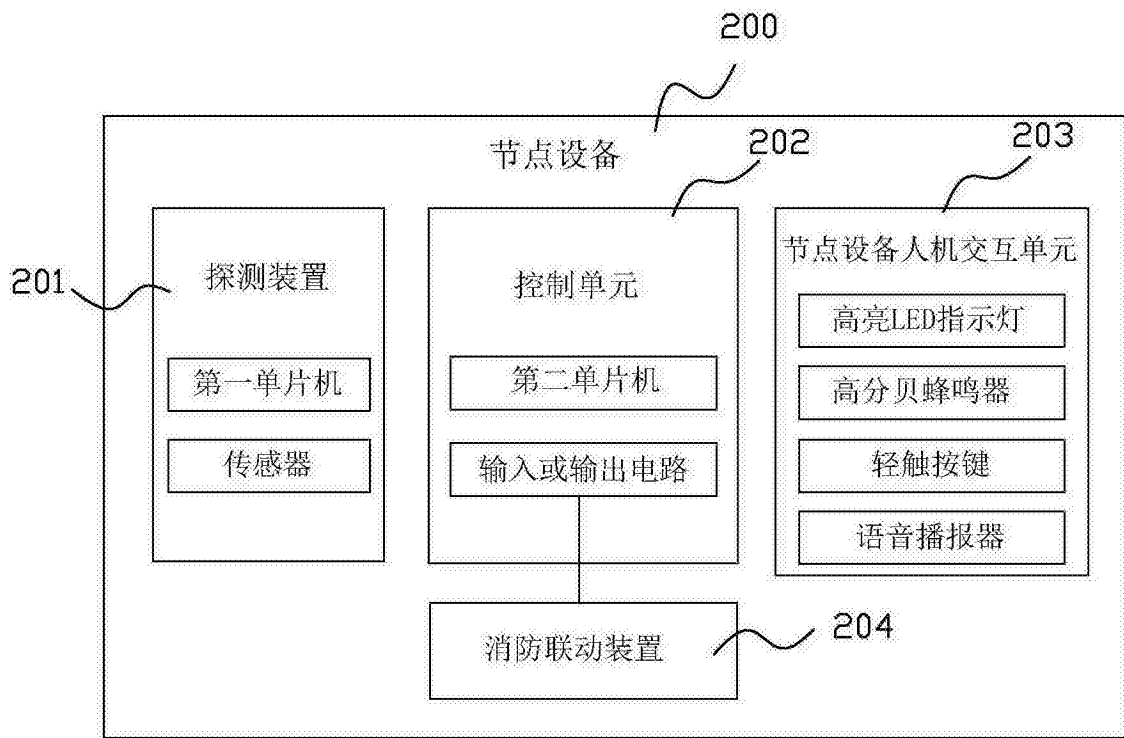 200
节点设备
202
203
201
探测装置
第一单片机
传感器
控制单元
第二单片机
输入或输出电路
节点设备人机交互单元
高亮LED指示灯
高分贝蜂鸣器
轻触按键
语音播报器
消防联动装置
204